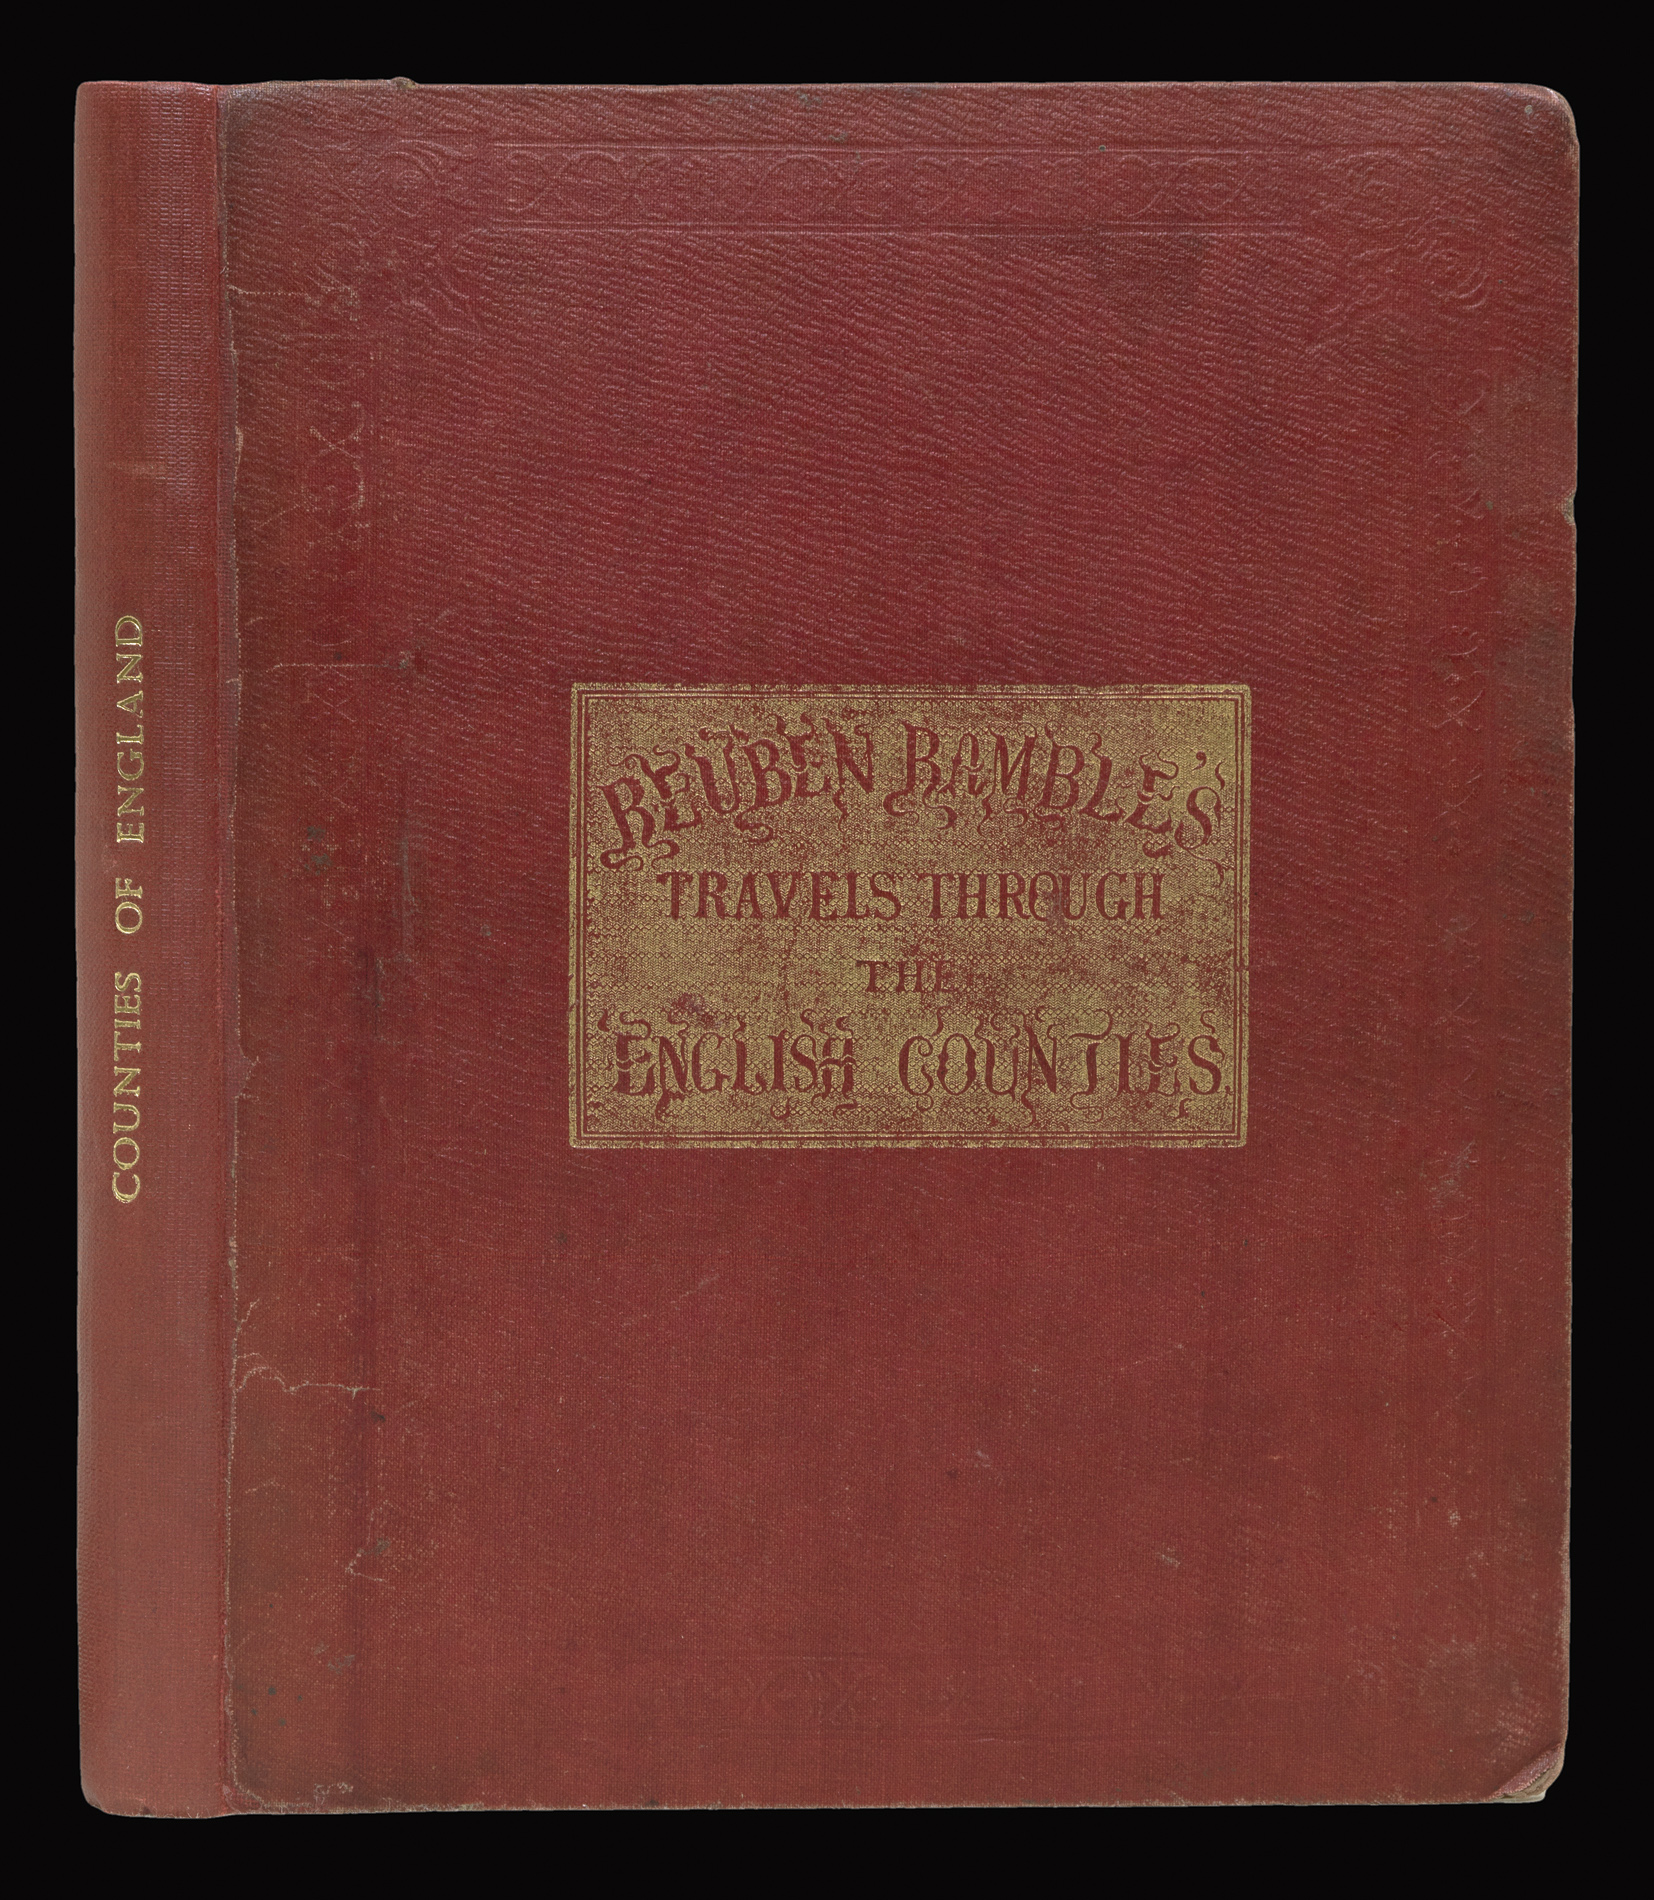 COUNTIES OF ENGLAND
REUBEN RAMBLE'S
TRAVELS THROUGH
THE
ENGLISH COUNTIES.